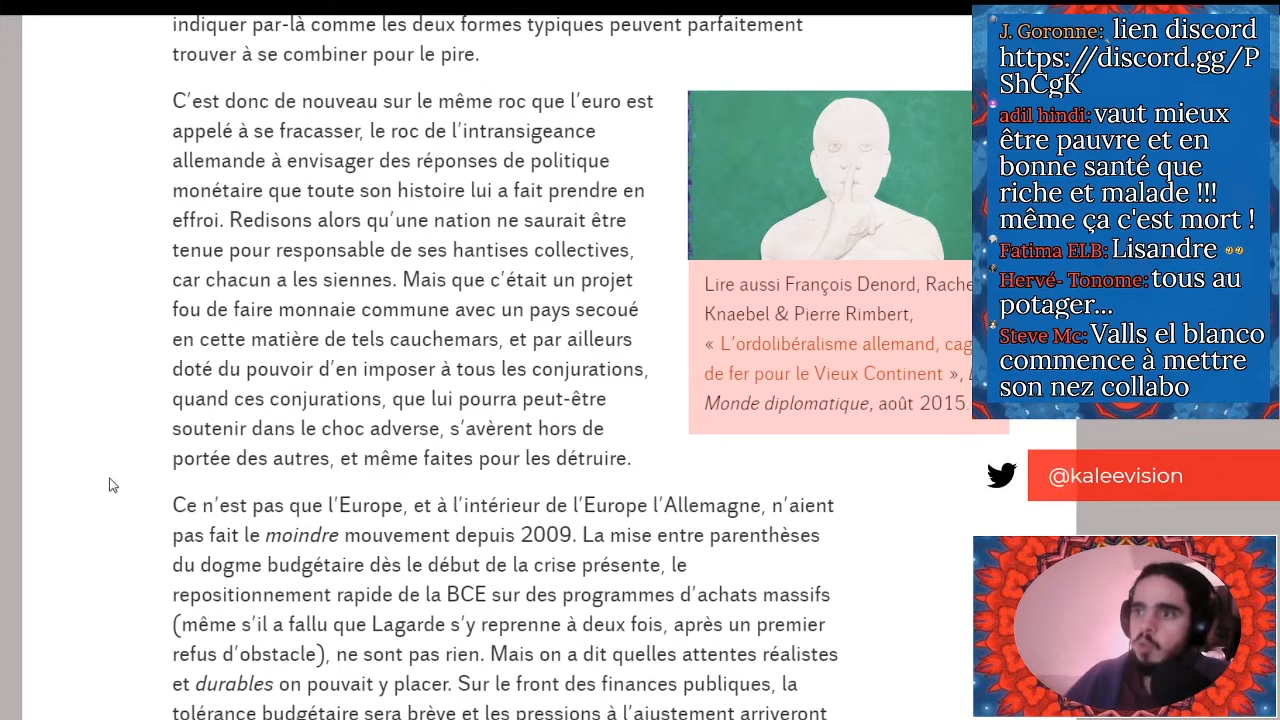 indiquer par-là comme les deux formes typiques peuvent parfaitement
trouver à se combiner pour le pire.
C'est donc de nouveau sur le même roc que l'euro est
appelé à se fracasser, le roc de l'intransigeance
allemande à envisager des réponses de politique
monétaire que toute son histoire lui a fait prendre en
effroi. Redisons alors qu'une nation ne saurait être
tenue pour responsable de ses hantises collectives,
car chacun a les siennes. Mais que c'était un projet
fou de faire monnaie commune avec un pays secoué
en cette matière de tels cauchemars, et par ailleurs
doté du pouvoir d'en imposer à tous les conjurations,
quand ces conjurations, que lui pourra peut-être
soutenir dans le choc adverse, s'avèrent hors de
portée des autres, et même faites pour les détruire.
Lire aussi François Denord, Rache
Knaebel & Pierre Rimbert,
« L'ordolibéralisme allemand, cag
de fer pour le Vieux Continent »,
Monde diplomatique, août 2015.
Ce n'est pas que l'Europe, et à l'intérieur de l'Europe l'Allemagne, n'aient
pas fait le moindre mouvement depuis 2009. La mise entre parenthèses
du dogme budgétaire dès le début de la crise présente, le
repositionnement rapide de la BCE sur des programmes d'achats massifs
(même s'il a fallu que Lagarde s'y reprenne à deux fois, après un premier
refus d'obstacle), ne sont pas rien. Mais on a dit quelles attentes réalistes
et durables on pouvait y placer. Sur le front des finances publiques, la
tolérance budgétaire sera brève et les pressions à l'ajustement arriveront
J. Goronne: lien discord
https://discord.gg/P
ShCgK
adil hindi: vaut mieux
être pauvre et en
bonne santé que
riche et malade !!!
même ça c'est mort !
Fatima ELB: Lisandre 👀
Hervé- Tonome: tous au
potager...
Steve Mc: Valls el blanco
commence à mettre
son nez collabo
@kaleevision